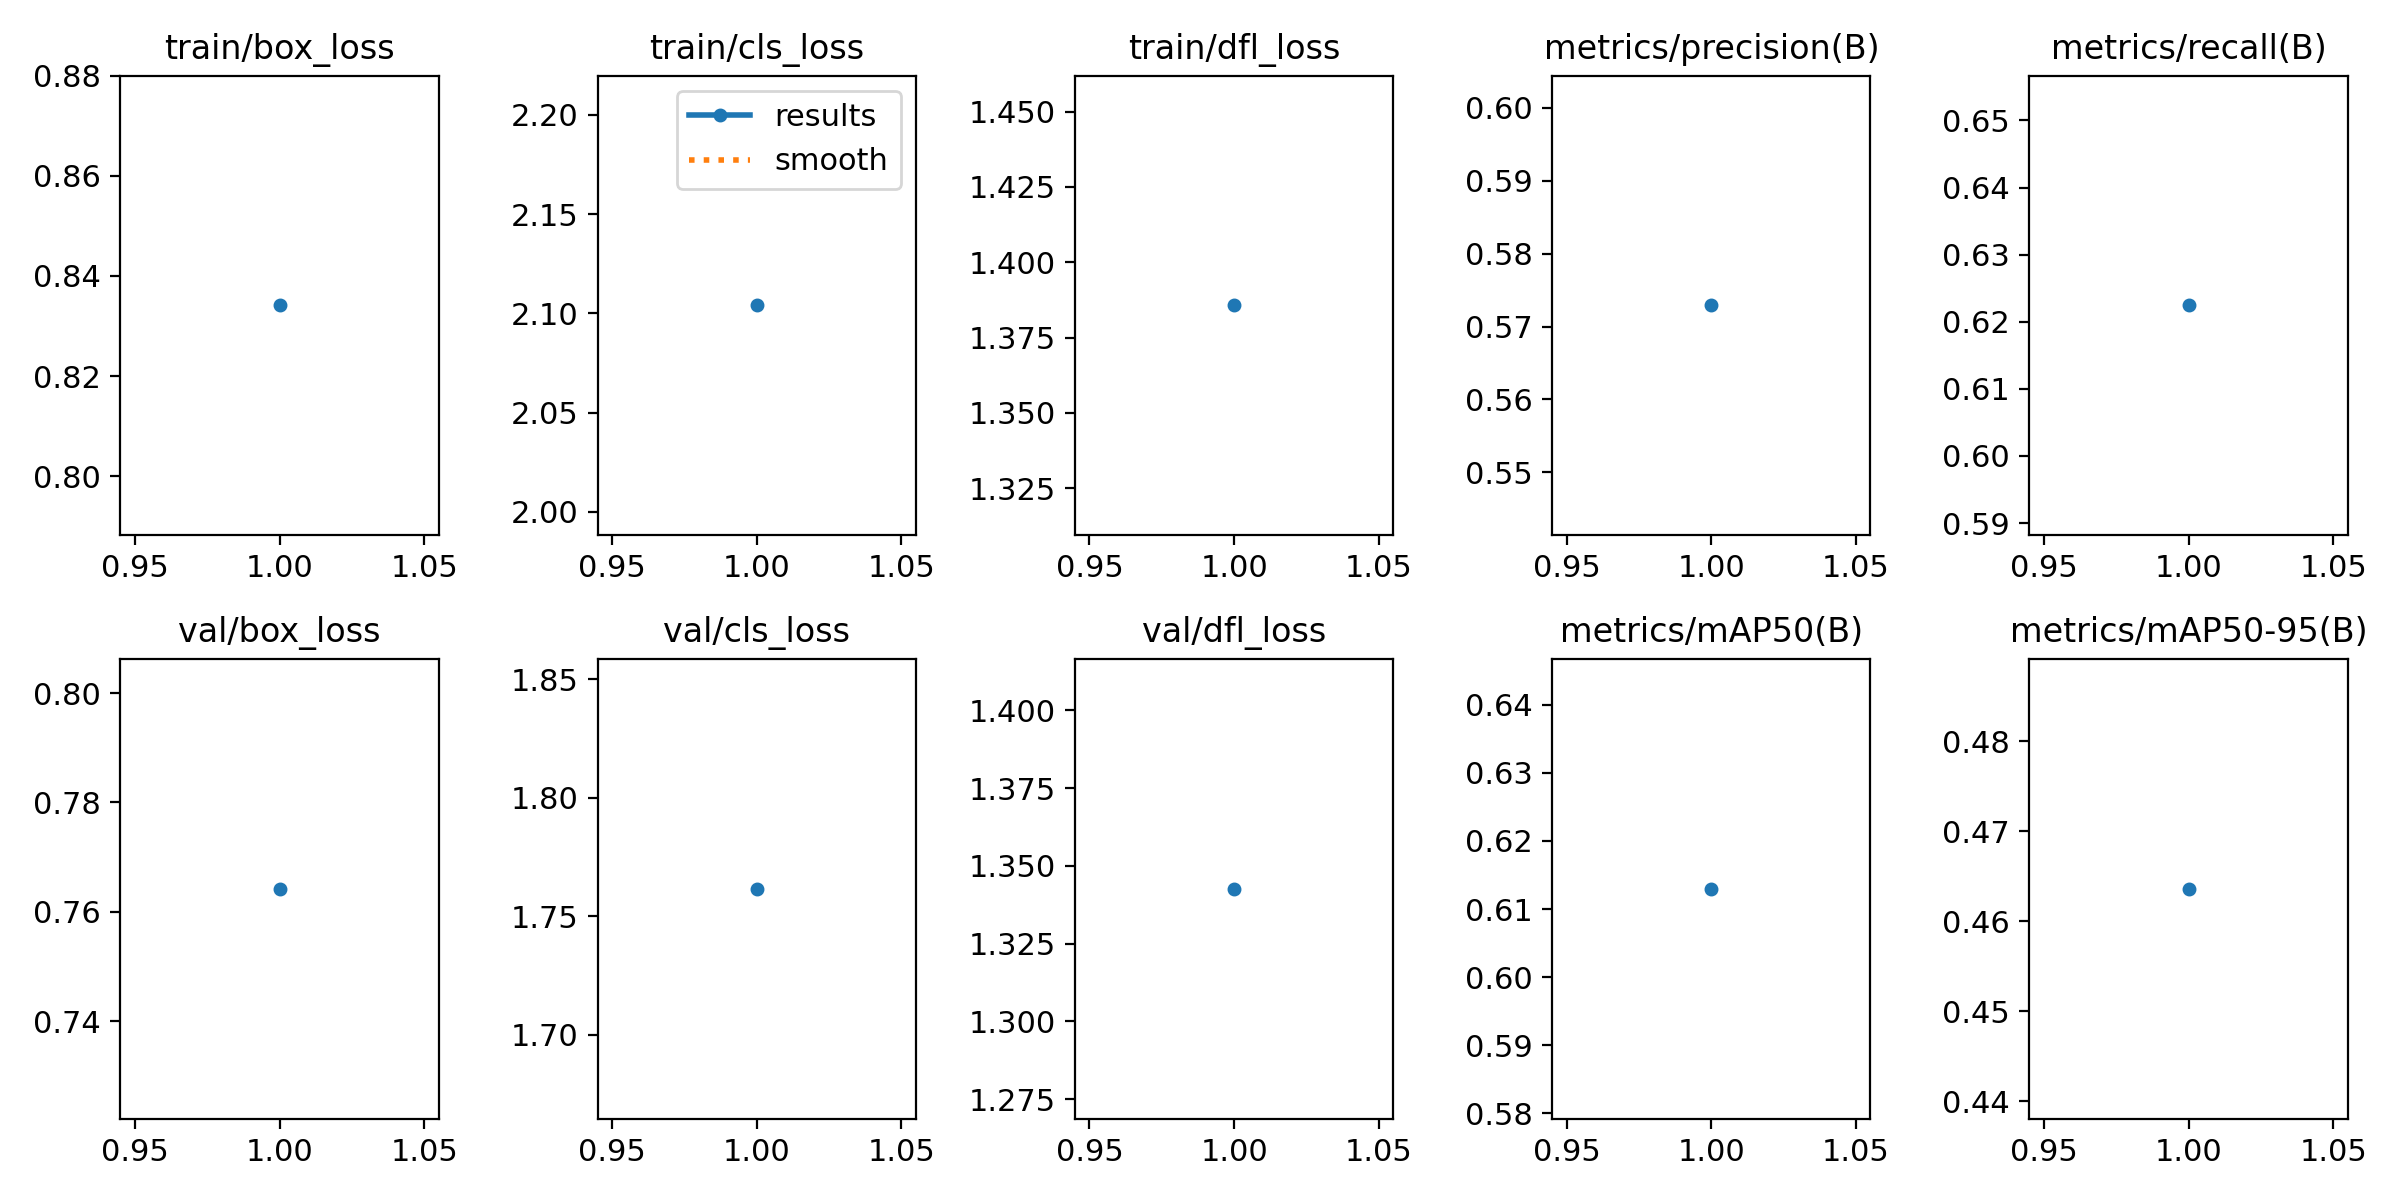 train/box_loss
0.88
0.86
0.84
0.82
0.80
0.95 1.00 1.05
train/cls_loss
results
smooth
2.20
2.15
2.10
2.05
2.00
0.95 1.00 1.05
train/dfl_loss
1.450
1.425
1.400
1.375
1.350
1.325
0.95 1.00 1.05
metrics/precision(B)
0.60
0.59
0.58
0.57
0.56
0.55
0.95 1.00 1.05
metrics/recall(B)
0.65
0.64
0.63
0.62
0.61
0.60
0.59
0.95 1.00 1.05
val/box_loss
0.80
0.78
0.76
0.74
0.95 1.00 1.05
val/cls_loss
1.85
1.80
1.75
1.70
0.95 1.00 1.05
val/dfl_loss
1.400
1.375
1.350
1.325
1.300
1.275
0.95 1.00 1.05
metrics/mAP50(B)
0.64
0.63
0.62
0.61
0.60
0.59
0.58
0.95 1.00 1.05
metrics/mAP50-95(B)
0.48
0.47
0.46
0.45
0.44
0.95 1.00 1.05